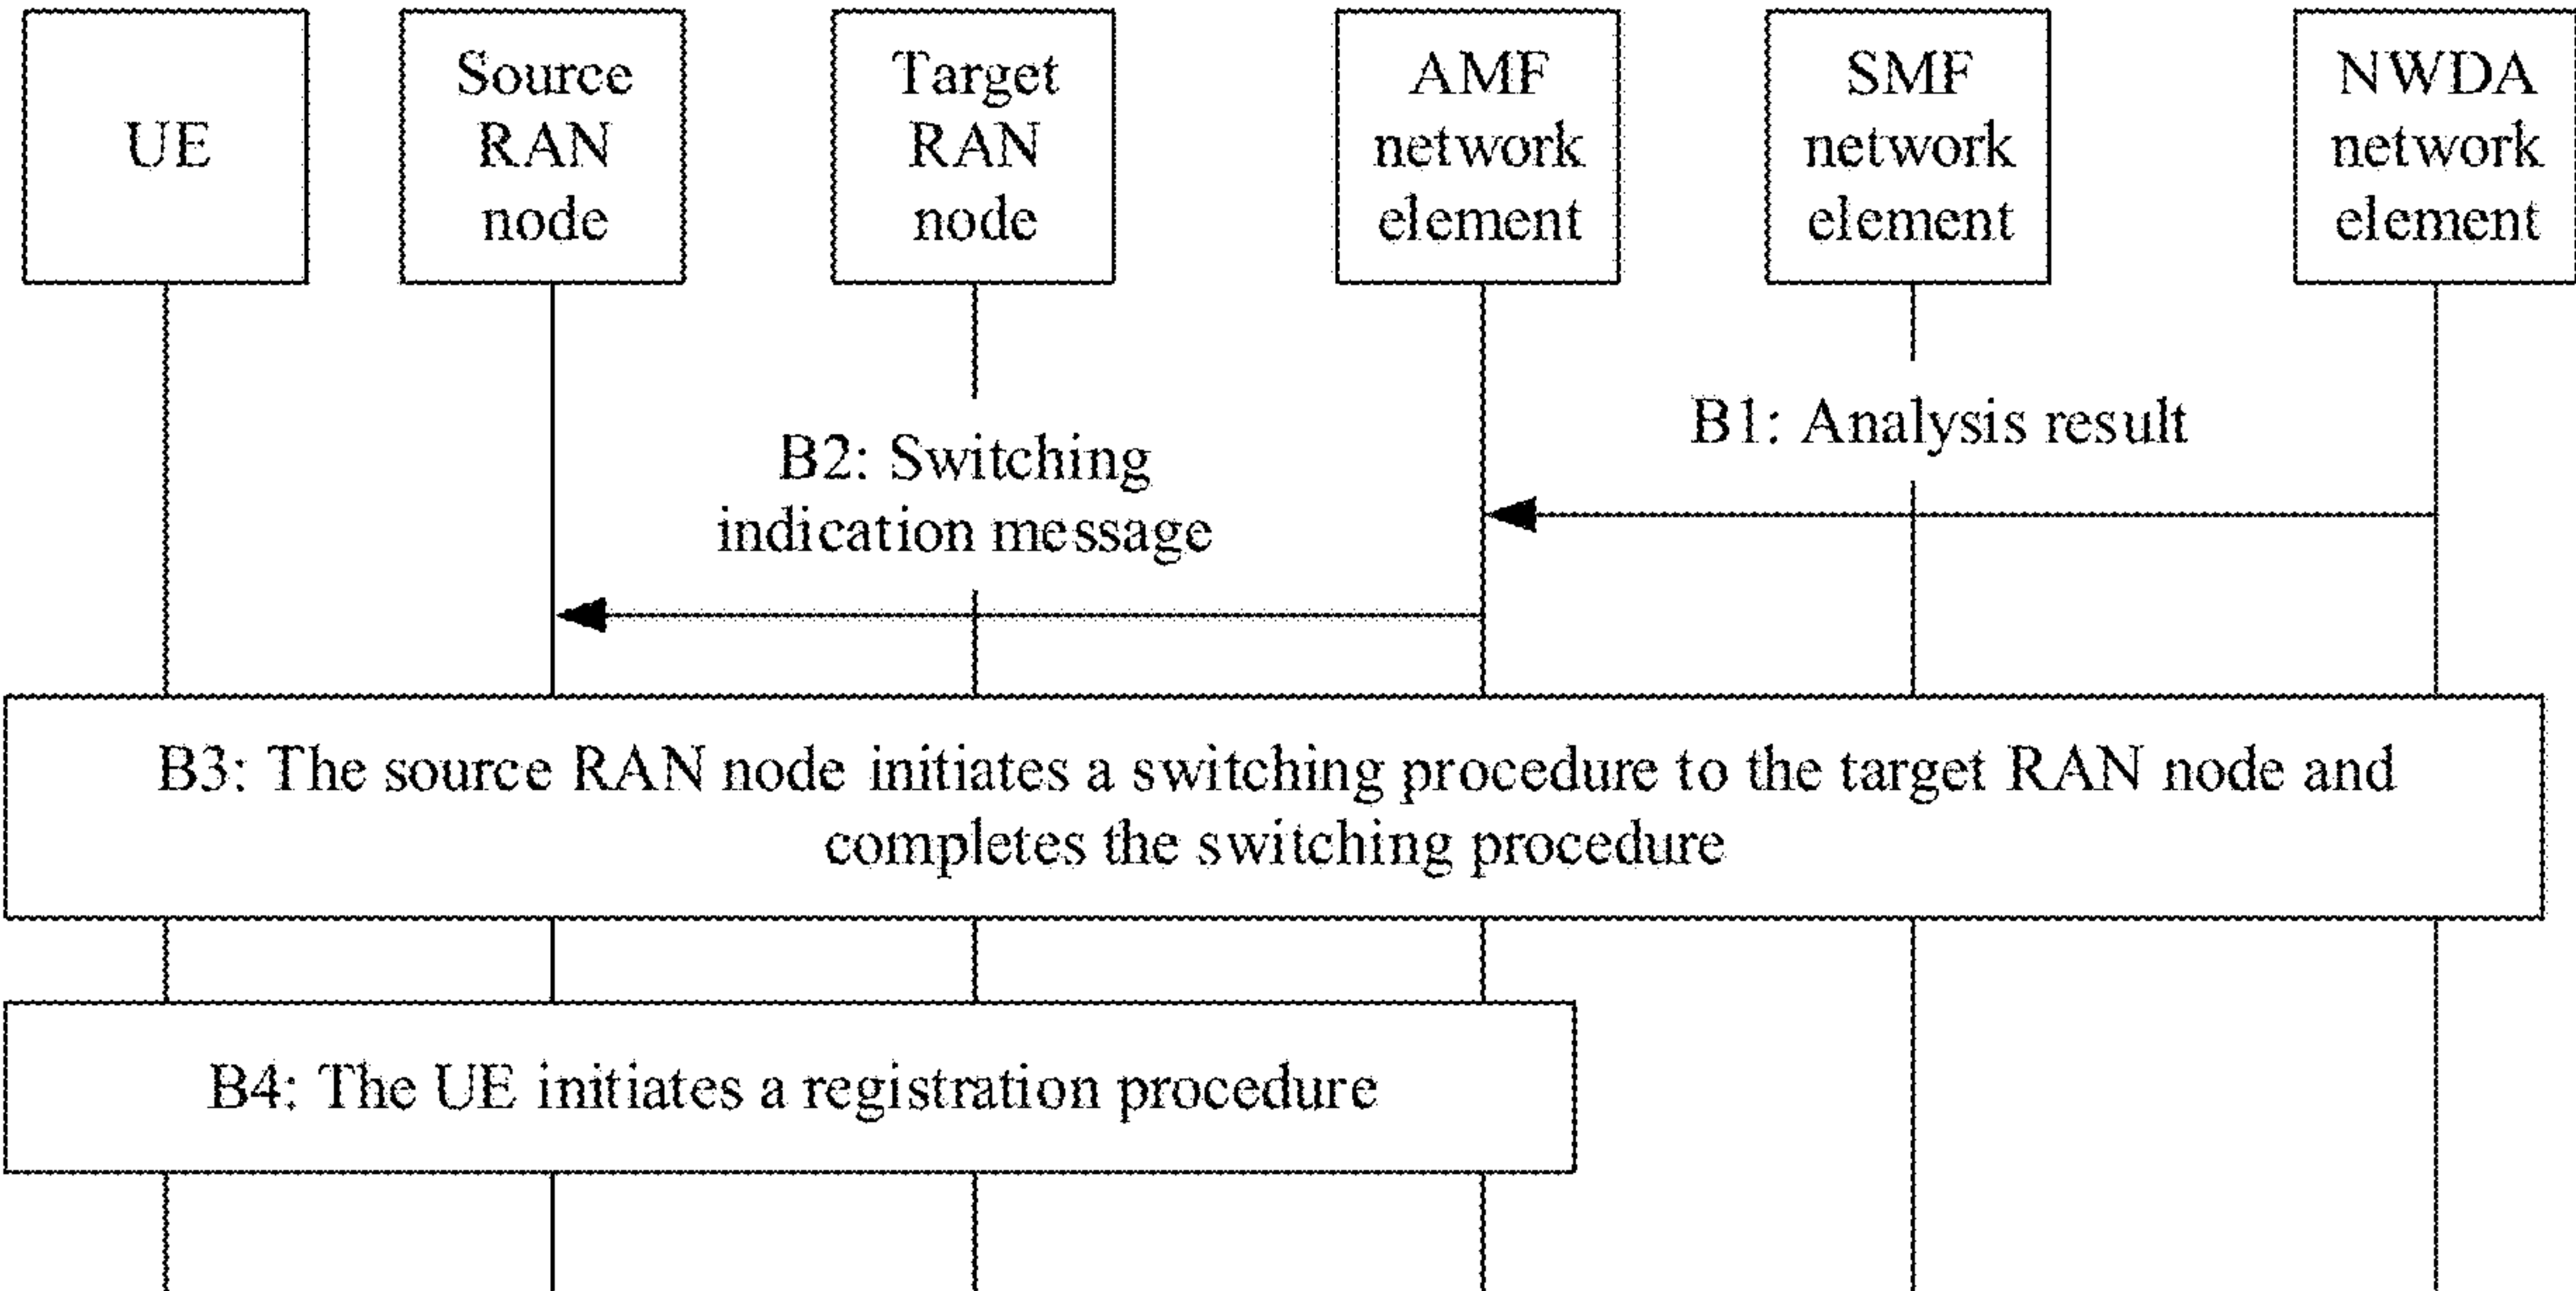 UE
Source
RAN
node
Target
RAN
node
AMF
network
element
SMF
network
element
NWDA
network
element
B1: Analysis result
B2: Switching
indication message
B3: The source RAN node initiates a switching procedure to the target RAN node and
completes the switching procedure
B4: The UE initiates a registration procedure